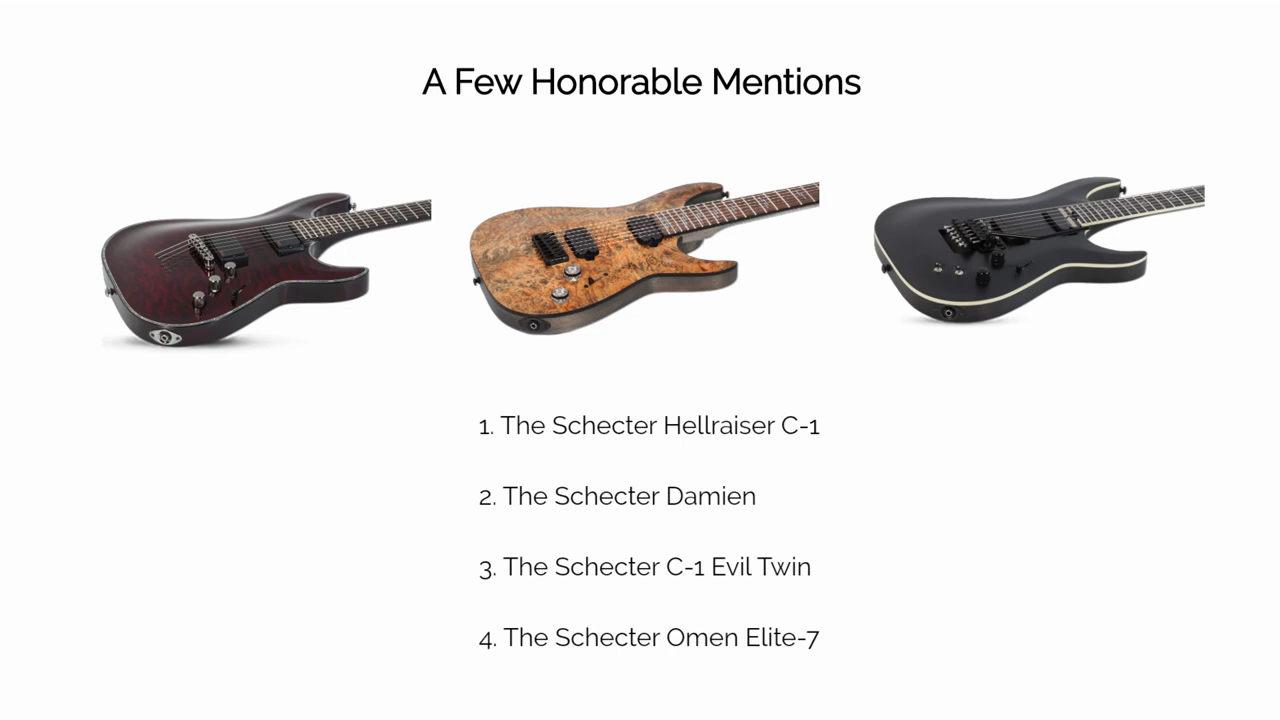 A Few Honorable Mentions
1. The Schecter Hellraiser C-1
2. The Schecter Damien
3. The Schecter C-1 Evil Twin
4. The Schecter Omen Elite-7